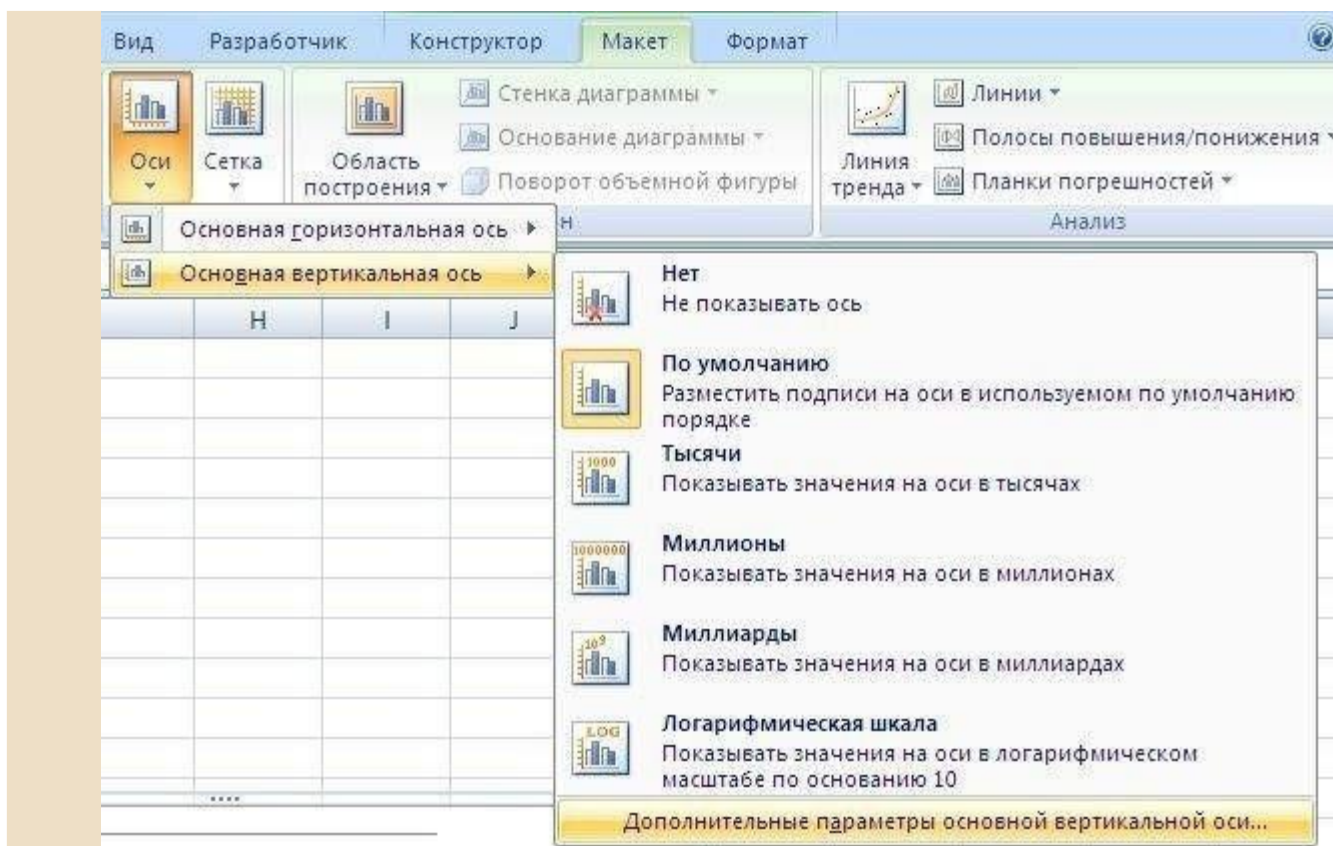 Вид Разработчик Конструктор Макет Формат
Стенка диаграммы Линии
Основание диаграммы Полосы повышения/понижения
Оси Сетка Область построения Поворот объемной фигуры Линия тренда Планки погрешностей
Анализ
Основная горизонтальная ось н
Основная вертикальная ось
H I J
Нет
Не показывать ось
По умолчанию
Разместить подписи на оси в используемом по умолчанию
порядке
1000
Тысячи
Показывать значения на оси в тысячах
1000000
Миллионы
Показывать значения на оси в миллионах
10⁹
Миллиарды
Показывать значения на оси в миллиардах
LOG
Логарифмическая шкала
Показывать значения на оси в логарифмическом
масштабе по основанию 10
Дополнительные параметры основной вертикальной оси...